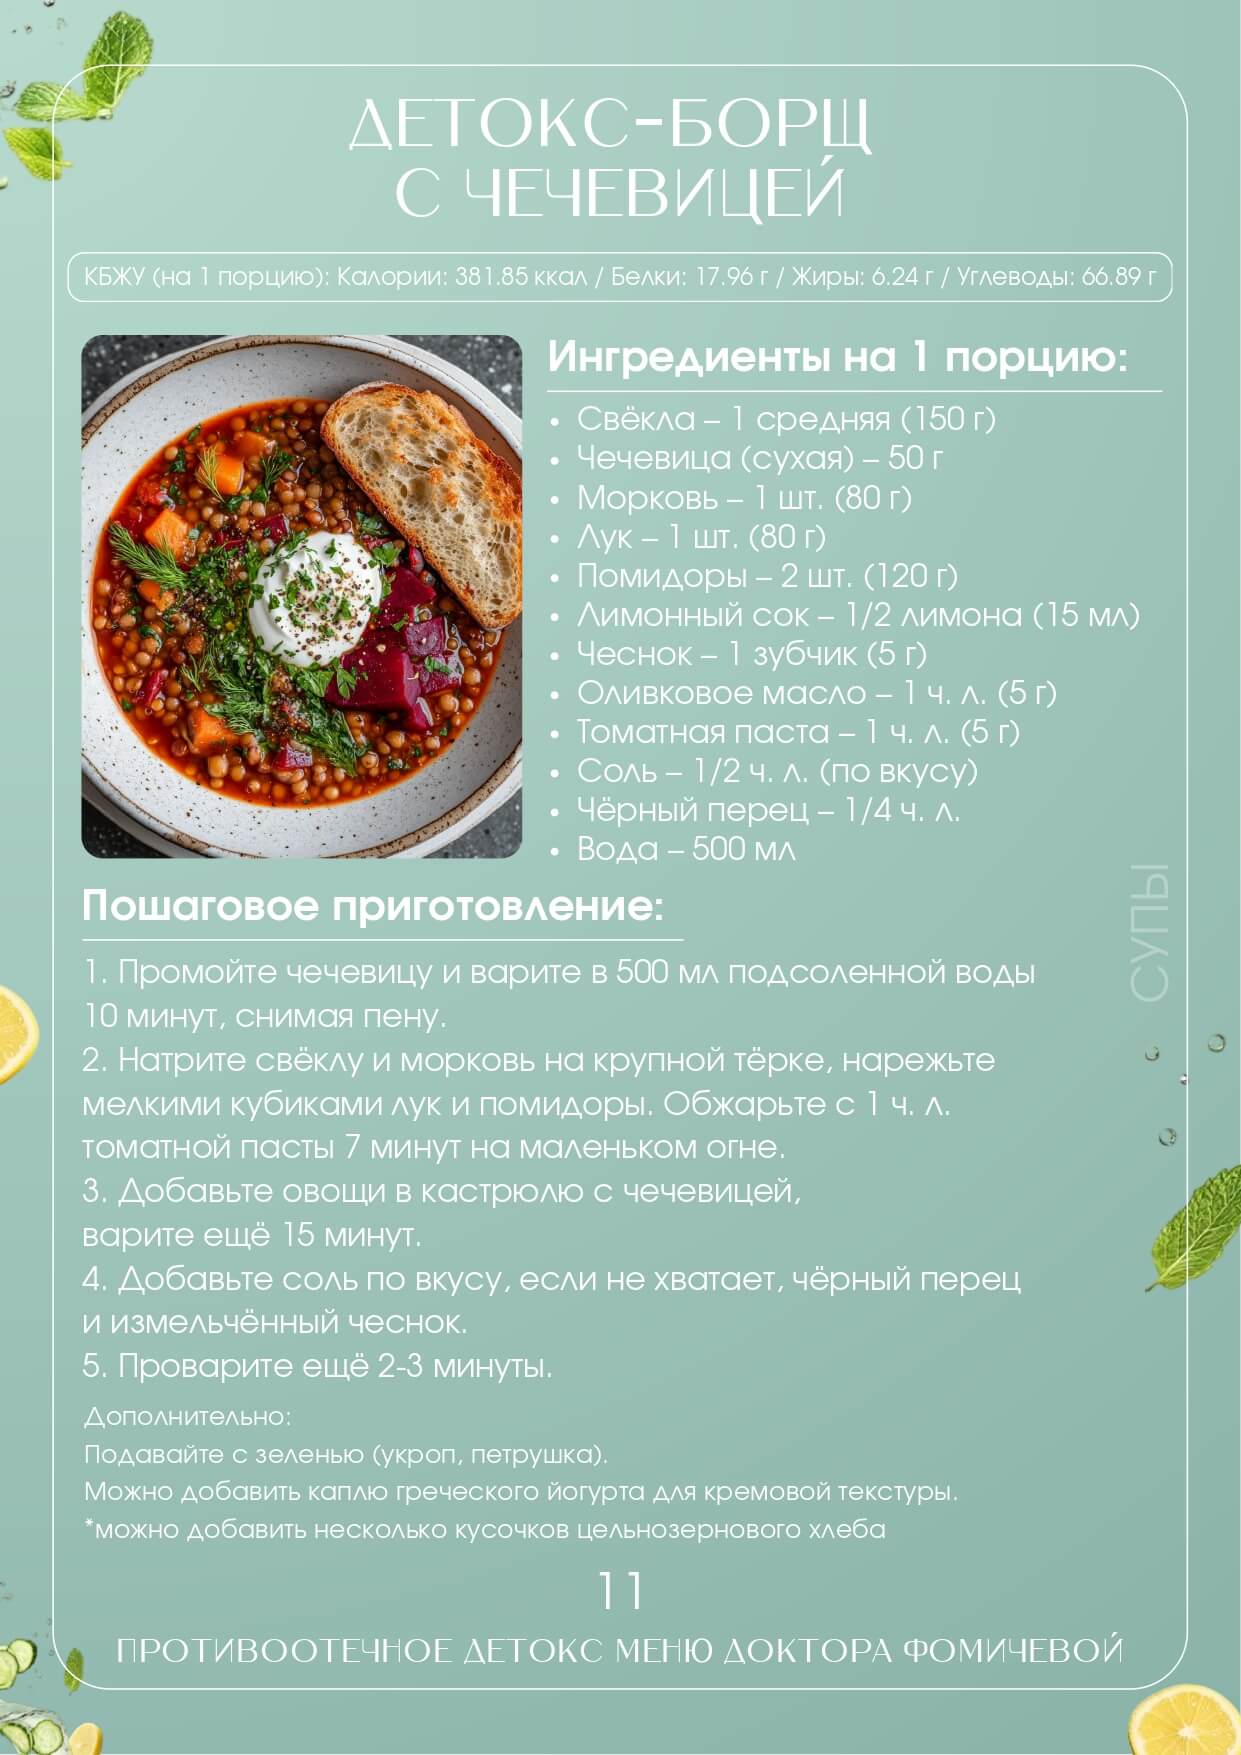 ДЕТОКС-БОРЩ
С ЧЕЧЕВИЦЕЙ
КБЖУ (на 1 порцию): Калории: 381.85 ккал / Белки: 17.96 г / Жиры: 6.24 г / Углеводы: 66.89 г
Ингредиенты на 1 порцию:
• Свёкла – 1 средняя (150 г)
• Чечевица (сухая) – 50 г
• Морковь – 1 шт. (80 г)
• Лук – 1 шт. (80 г)
• Помидоры – 2 шт. (120 г)
• Лимонный сок – 1/2 лимона (15 мл)
• Чеснок – 1 зубчик (5 г)
• Оливковое масло – 1 ч. л. (5 г)
• Томатная паста – 1 ч. л. (5 г)
• Соль – 1/2 ч. л. (по вкусу)
• Чёрный перец – 1/4 ч. л.
• Вода – 500 мл
СУПЫ
Пошаговое приготовление:
1. Промойте чечевицу и варите в 500 мл подсоленной воды
10 минут, снимая пену.
2. Натрите свёклу и морковь на крупной тёрке, нарежьте
мелкими кубиками лук и помидоры. Обжарьте с 1 ч. л.
томатной пасты 7 минут на маленьком огне.
3. Добавьте овощи в кастрюлю с чечевицей,
варите ещё 15 минут.
4. Добавьте соль по вкусу, если не хватает, чёрный перец
и измельчённый чеснок.
5. Проварите ещё 2-3 минуты.
Дополнительно:
Подавайте с зеленью (укроп, петрушка).
Можно добавить каплю греческого йогурта для кремовой текстуры.
*можно добавить несколько кусочков цельнозернового хлеба
11
ПРОТИВООТЕЧНОЕ ДЕТОКС МЕНЮ ДОКТОРА ФОМИЧЕВОЙ